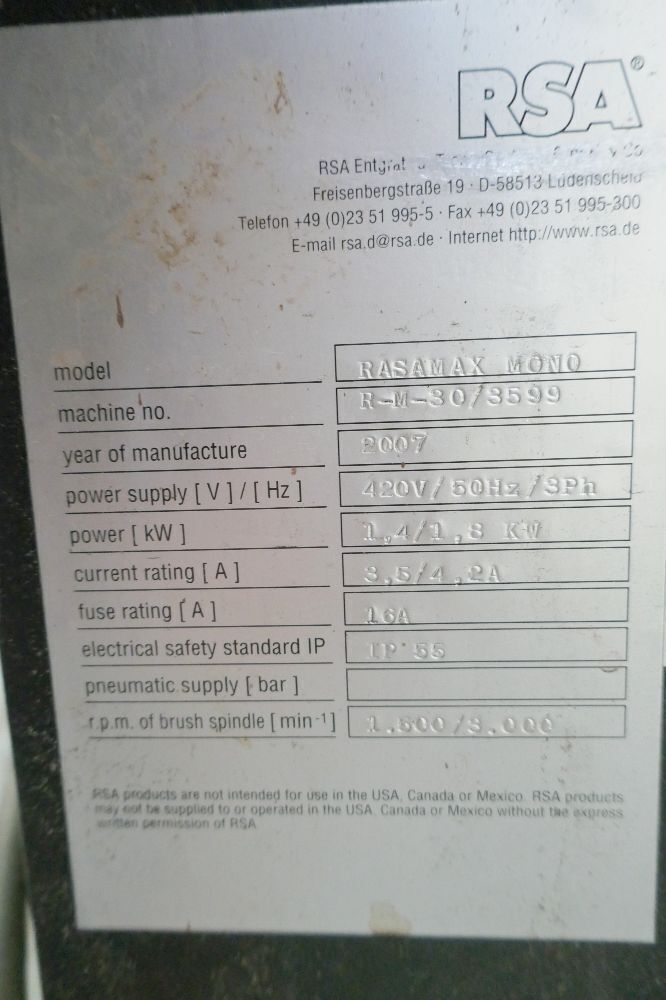 RSA®
RSA
Freisenbergstraße 19 · D-58513 Lüdenscheid
Telefon +49 (0)23 51 995-5 · Fax +49 (0)23 51 995-300
E-mail rsa.d@rsa.de · Internet http://www.rsa.de
model RASAMAX MONO
machine no. R-M-30/3599
year of manufacture 2007
power supply [ V ] / [ Hz ] 420V/50Hz/3Ph
power [ kW ] 1,4/1,8 KW
current rating [ A ] 3,5/4,2A
fuse rating [ A ] 16A
electrical safety standard IP IP 55
pneumatic supply [ bar ]
r.p.m. of brush spindle [ min⁻¹ ] 1.500/3.000
RSA products are not intended for use in the USA, Canada or Mexico. RSA products
may not be supplied to or operated in the USA, Canada or Mexico without the express
written permission of RSA